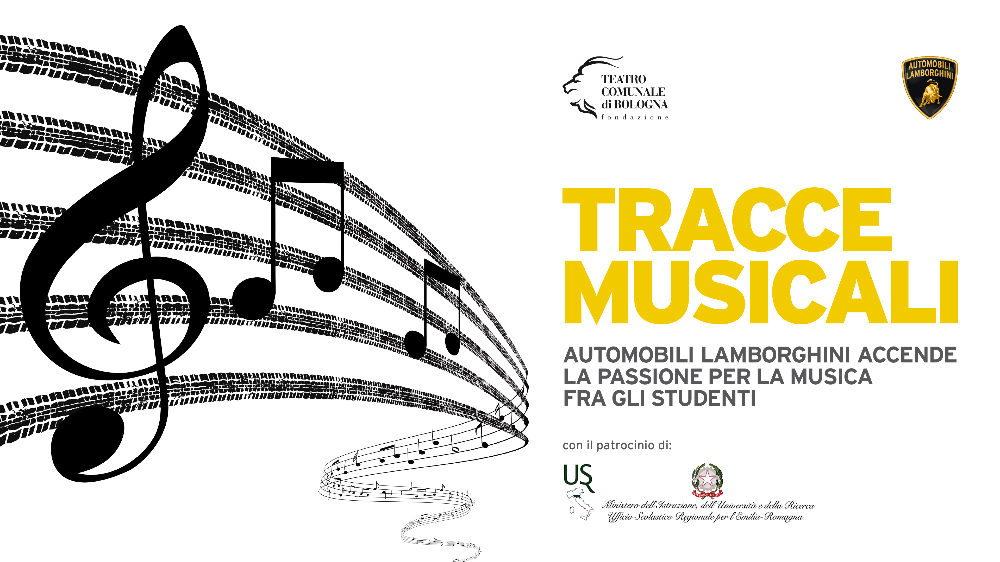 TEATRO
COMUNALE
di BOLOGNA
fondazione
AUTOMOBILI
LAMBORGHINI
TRACCE
MUSICALI
AUTOMOBILI LAMBORGHINI ACCENDE
LA PASSIONE PER LA MUSICA
FRA GLI STUDENTI
con il patrocinio di:
USR
REPVBBLICA ITALIANA
Ministero dell'Istruzione, dell'Università e della Ricerca
Ufficio Scolastico Regionale per l'Emilia-Romagna